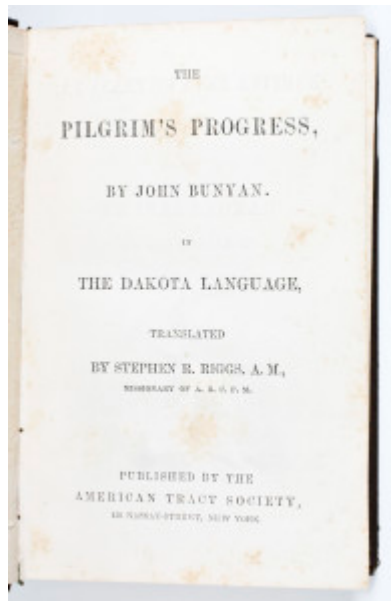 THE
PILGRIM'S PROGRESS,
BY JOHN BUNYAN.
IN
THE DAKOTA LANGUAGE,
TRANSLATED
BY STEPHEN R. RIGGS, A. M.,
MISSIONARY OF A. B. C. F. M.
PUBLISHED BY THE
AMERICAN TRACT SOCIETY,
150 NASSAU-STREET, NEW YORK.